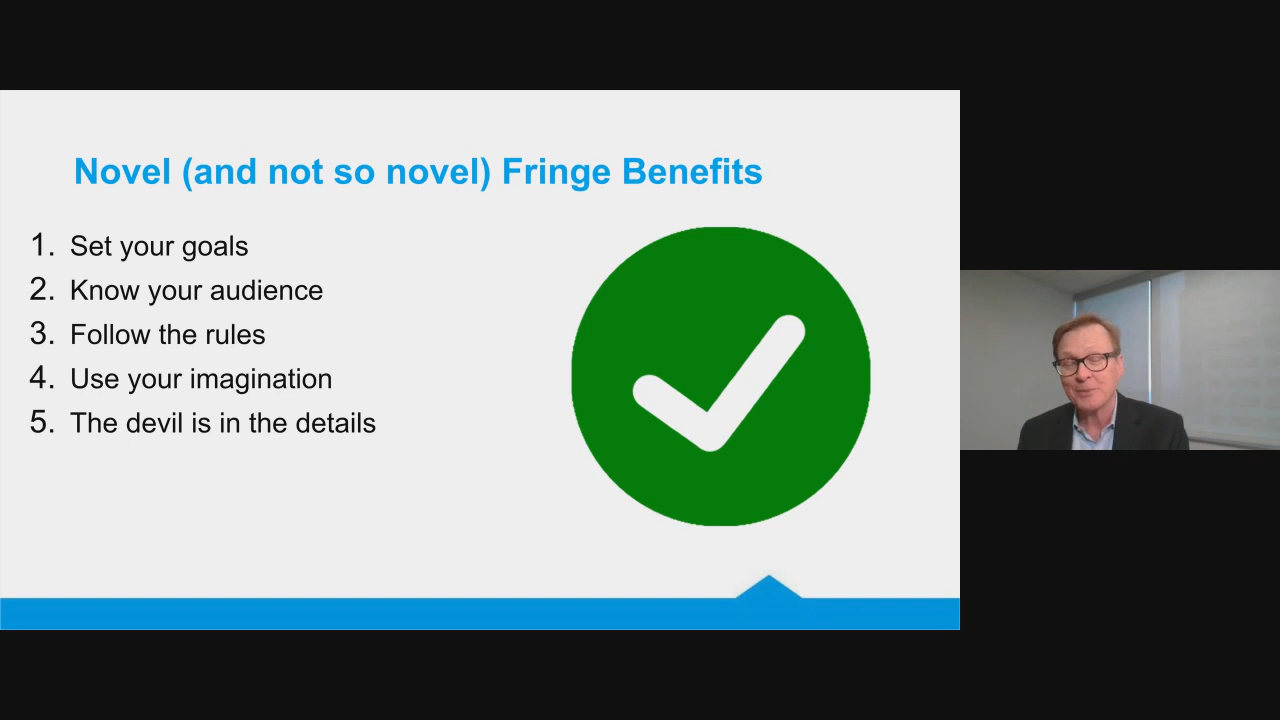 Novel (and not so novel) Fringe Benefits
1. Set your goals
2. Know your audience
3. Follow the rules
4. Use your imagination
5. The devil is in the details